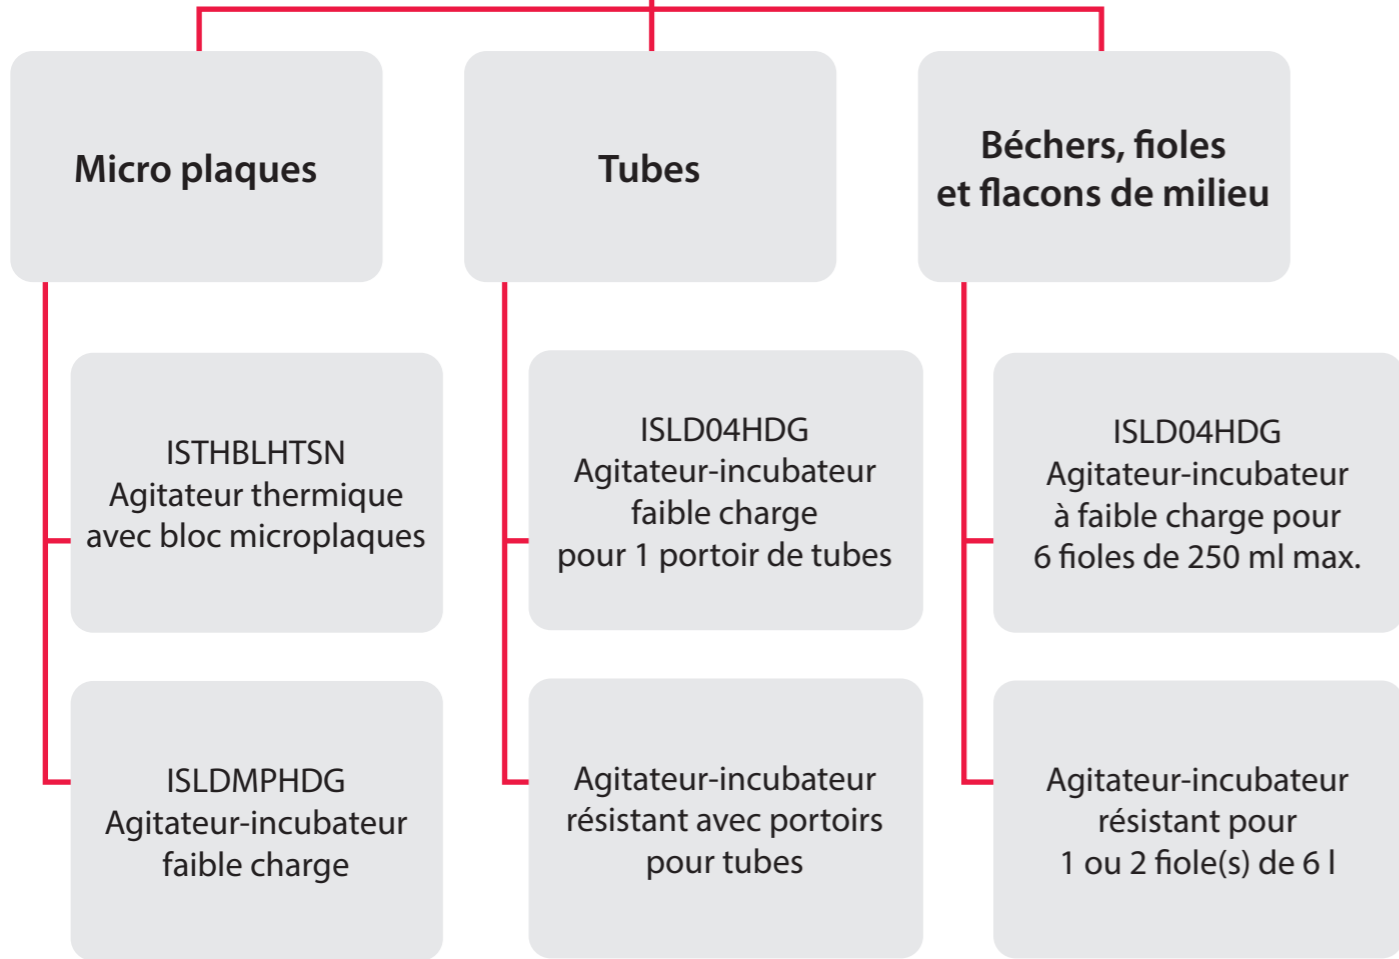 Micro plaques
Tubes
Béchers, fioles
et flacons de milieu
ISTHBLHTSN
Agitateur thermique
avec bloc microplaques
ISLD04HDG
Agitateur-incubateur
faible charge
pour 1 portoir de tubes
ISLD04HDG
Agitateur-incubateur
à faible charge pour
6 fioles de 250 ml max.
ISLDMPHDG
Agitateur-incubateur
faible charge
Agitateur-incubateur
résistant avec portoirs
pour tubes
Agitateur-incubateur
résistant pour
1 ou 2 fiole(s) de 6 l